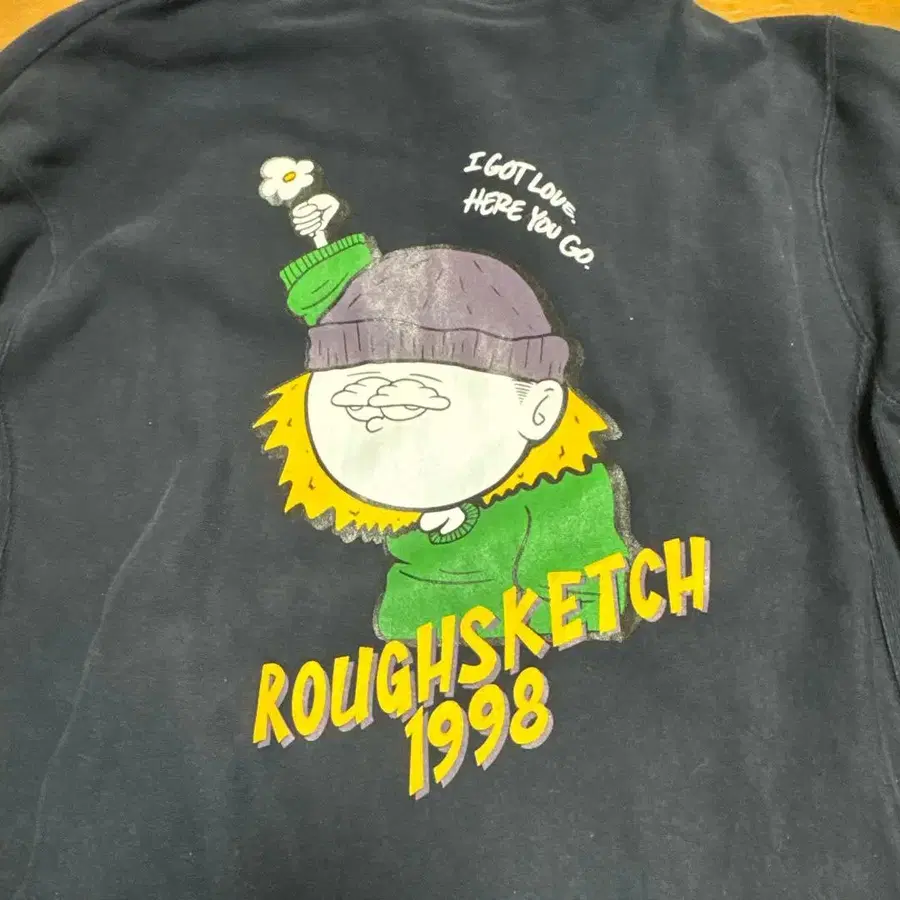 I GOT LOVE.
HERE YOU GO.
ROUGHSKETCH
1998